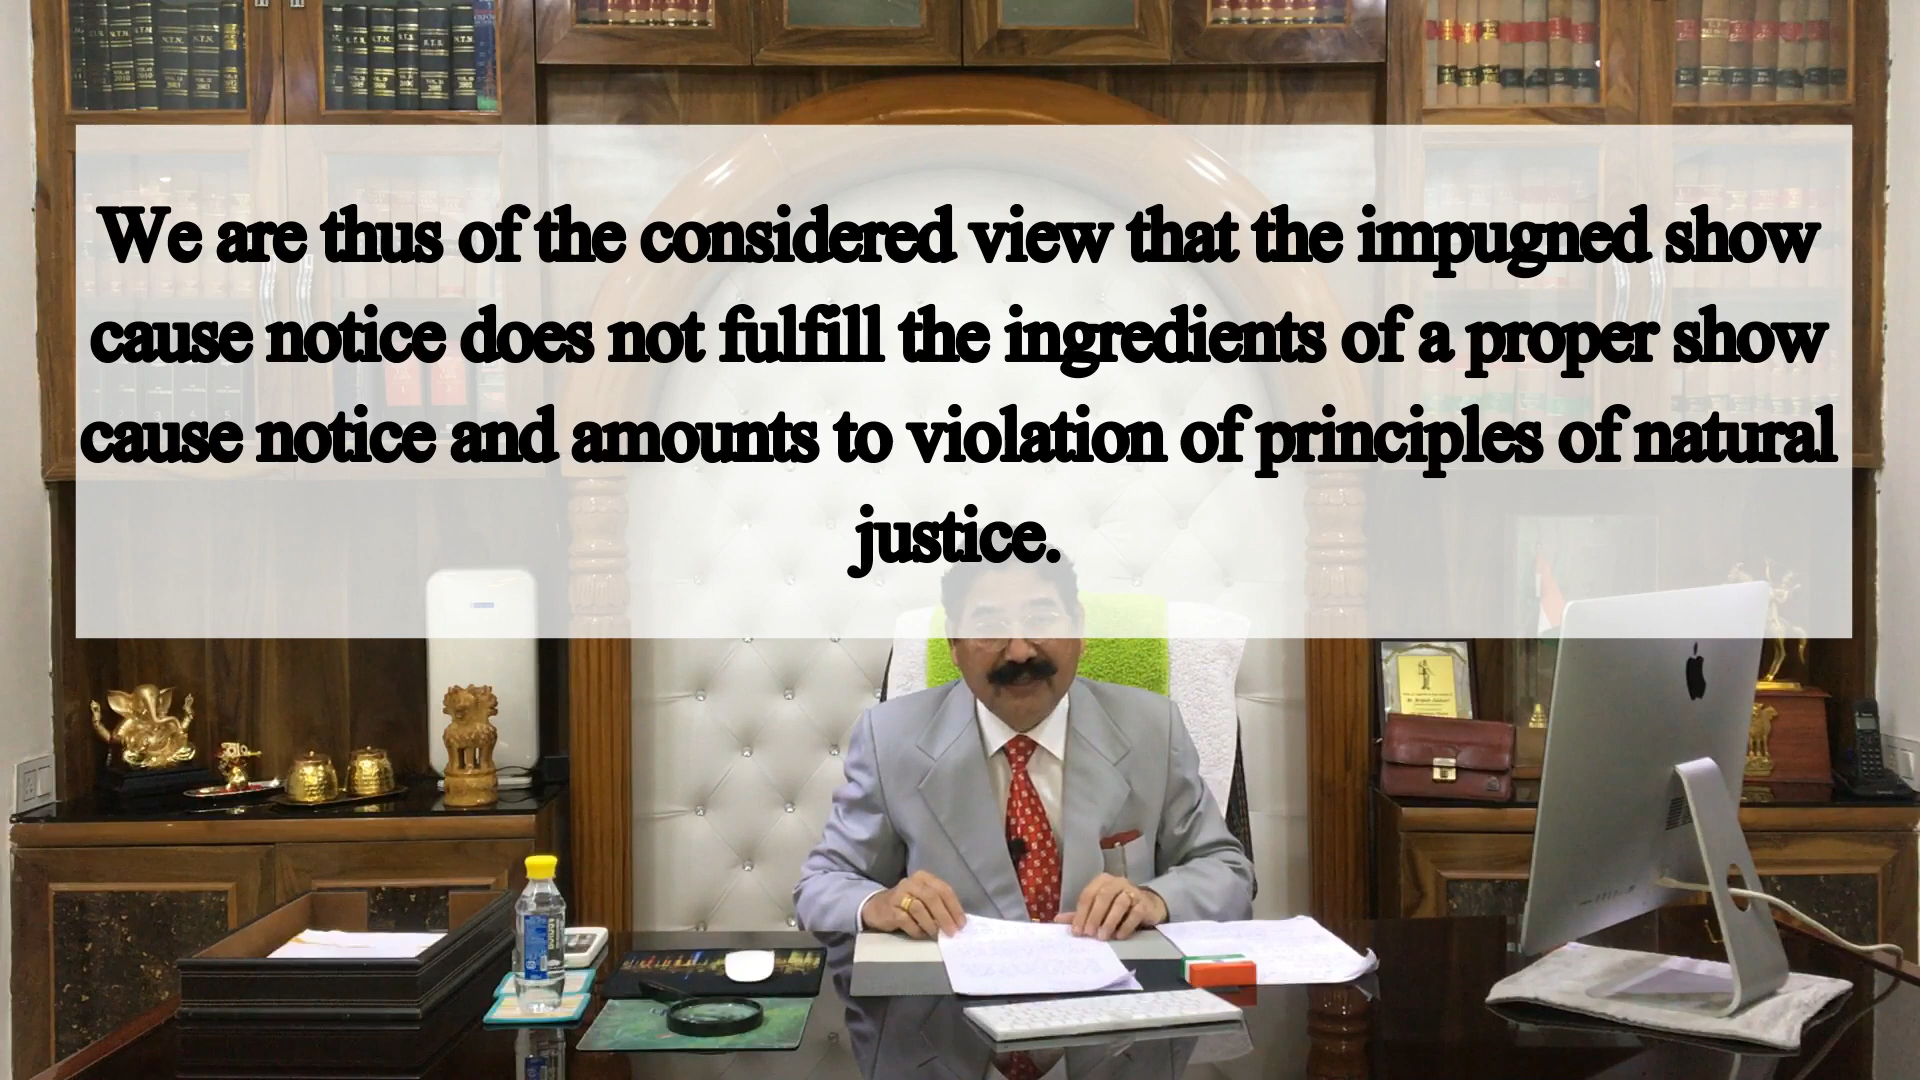 We are thus of the considered view that the impugned show
cause notice does not fulfill the ingredients of a proper show
cause notice and amounts to violation of principles of natural
justice.